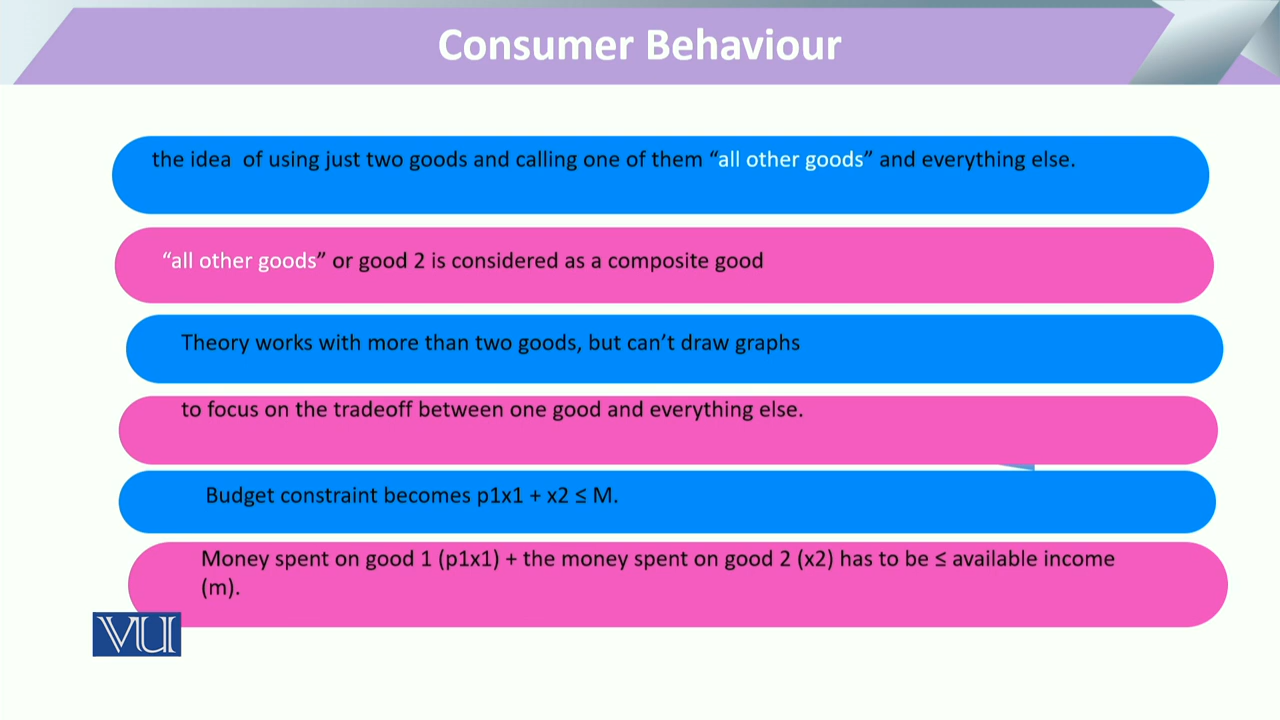 Consumer Behaviour
the idea of using just two goods and calling one of them “all other goods” and everything else.
“all other goods” or good 2 is considered as a composite good
Theory works with more than two goods, but can’t draw graphs
to focus on the tradeoff between one good and everything else.
Budget constraint becomes p1x1 + x2 ≤ M.
Money spent on good 1 (p1x1) + the money spent on good 2 (x2) has to be ≤ available income
(m).
VU